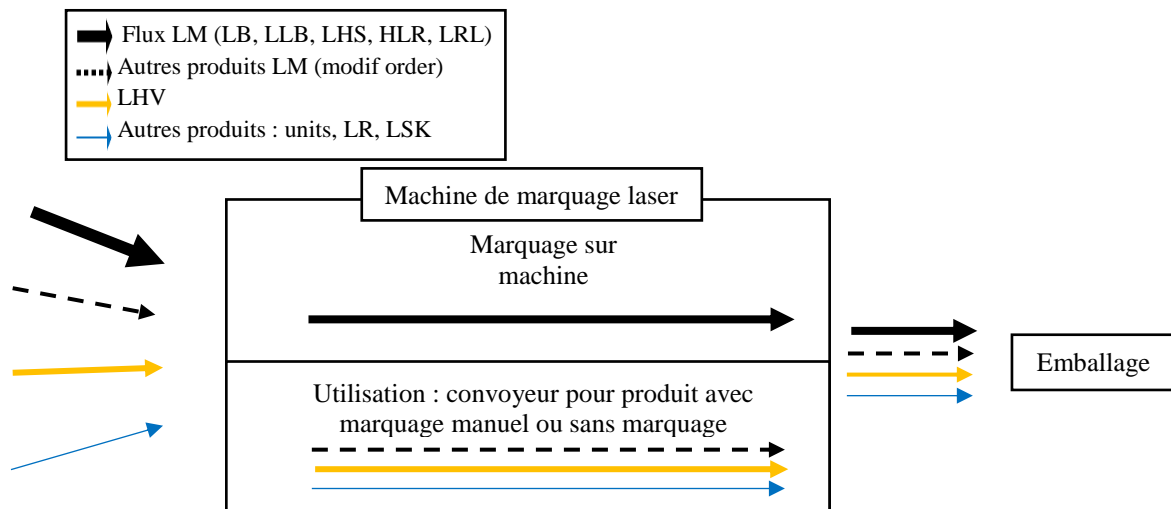 Flux LM (LB, LLB, LHS, HLR, LRL)
Autres produits LM (modif order)
LHV
Autres produits : units, LR, LSK
Machine de marquage laser
Marquage sur
machine
Utilisation : convoyeur pour produit avec
marquage manuel ou sans marquage
Emballage